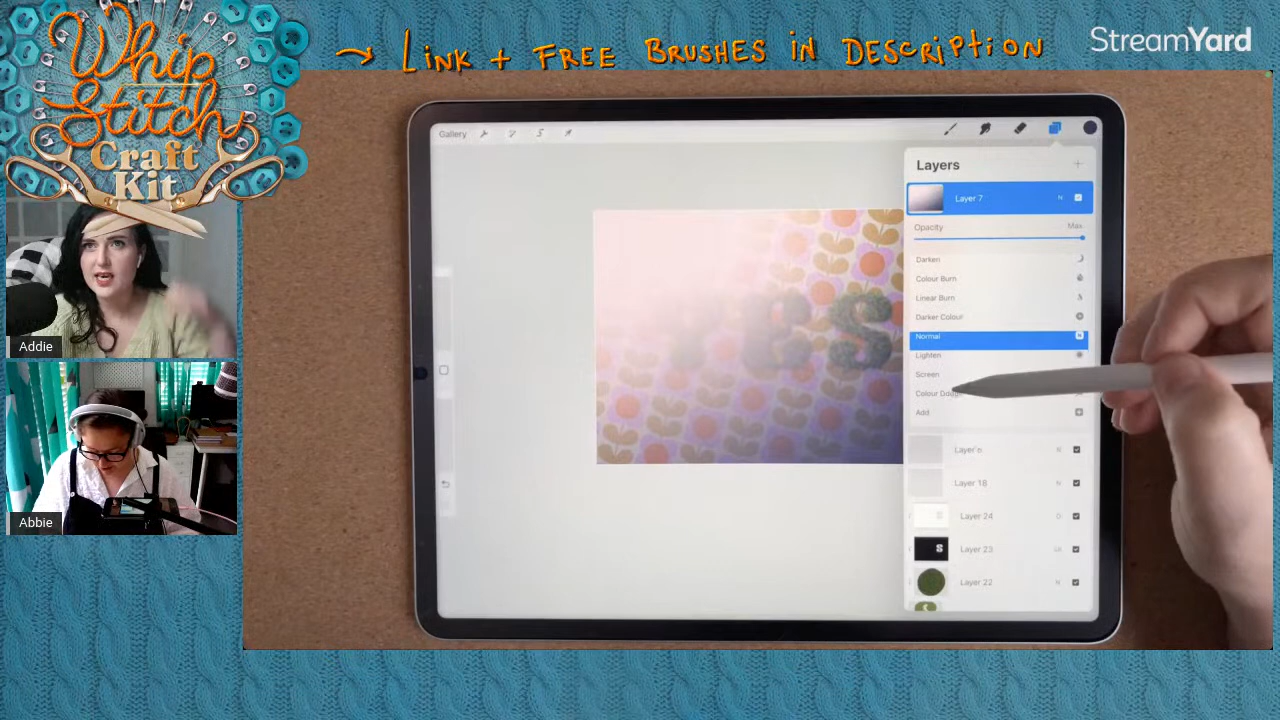 Whip
Stitch
Craft
Kit
→ Link + Free Brushes in Description
StreamYard
Gallery
Layers
Layer 7 N
Opacity Max
Darken
Colour Burn
Linear Burn
Darker Colour
Normal
Lighten
Screen
Colour
Add
N
Layer 18 N
Layer 24 O
Layer 23
Layer 22 N
Addie
Abbie